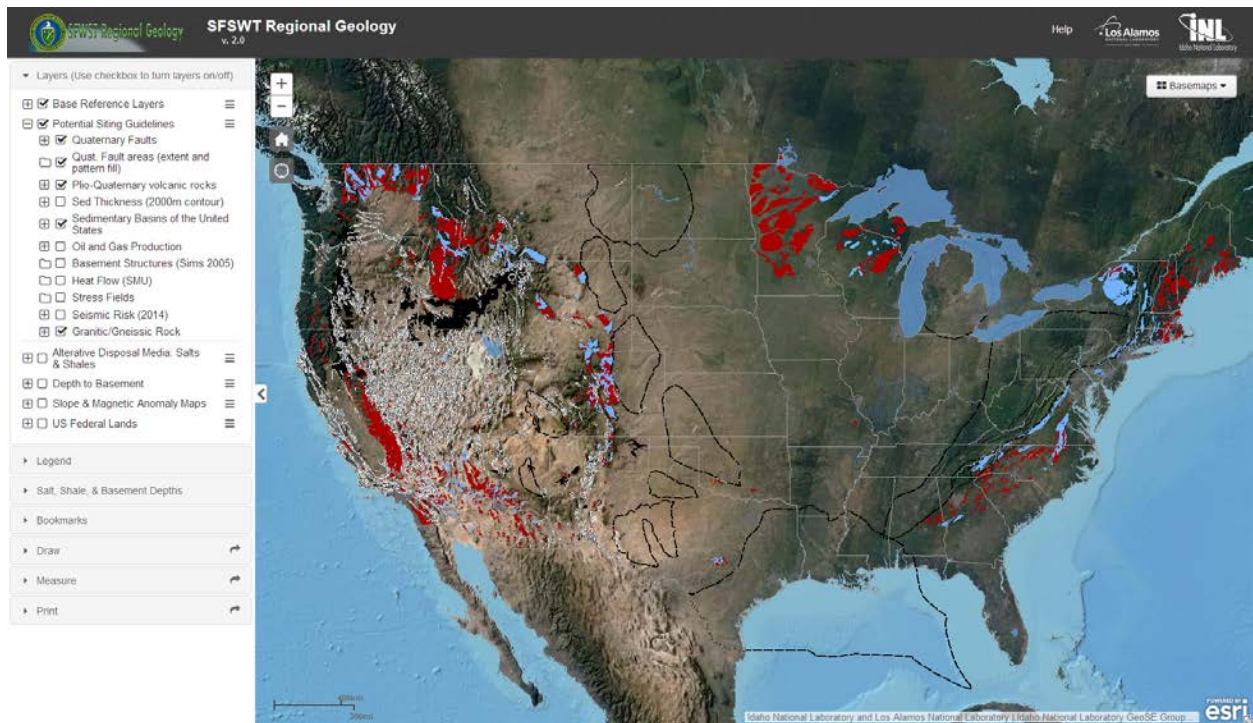 SFWST Regional Geology
SFSWT Regional Geology
v. 2.0
Help
Los Alamos
NATIONAL LABORATORY
INL
Idaho National Laboratory
Layers (Use checkbox to turn layers on/off)
Base Reference Layers
Potential Siting Guidelines
Quaternary Faults
Quat. Fault areas (extent and
pattern fill)
Plio-Quaternary volcanic rocks
Sed Thickness (2000m contour)
Sedimentary Basins of the United
States
Oil and Gas Production
Basement Structures (Sims 2005)
Heat Flow (SMU)
Stress Fields
Seismic Risk (2014)
Granitic/Gneissic Rock
Alterative Disposal Media: Salts
& Shales
Depth to Basement
Slope & Magnetic Anomaly Maps
US Federal Lands
Legend
Salt, Shale, & Basement Depths
Bookmarks
Draw
Measure
Print
+
−
Basemaps
Idaho National Laboratory and Los Alamos National Laboratory | Idaho National Laboratory GeoSE Group...
POWERED BY
esri